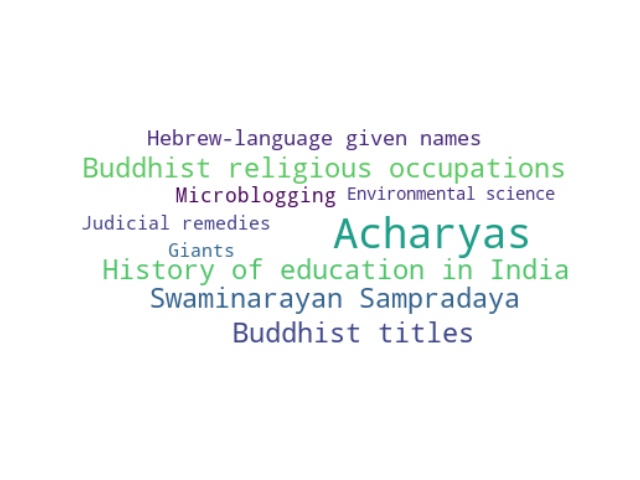 Hebrew-language given names
Buddhist religious occupations
Microblogging
Environmental science
Judicial remedies
Acharyas
Giants
History of education in India
Swaminarayan Sampradaya
Buddhist titles